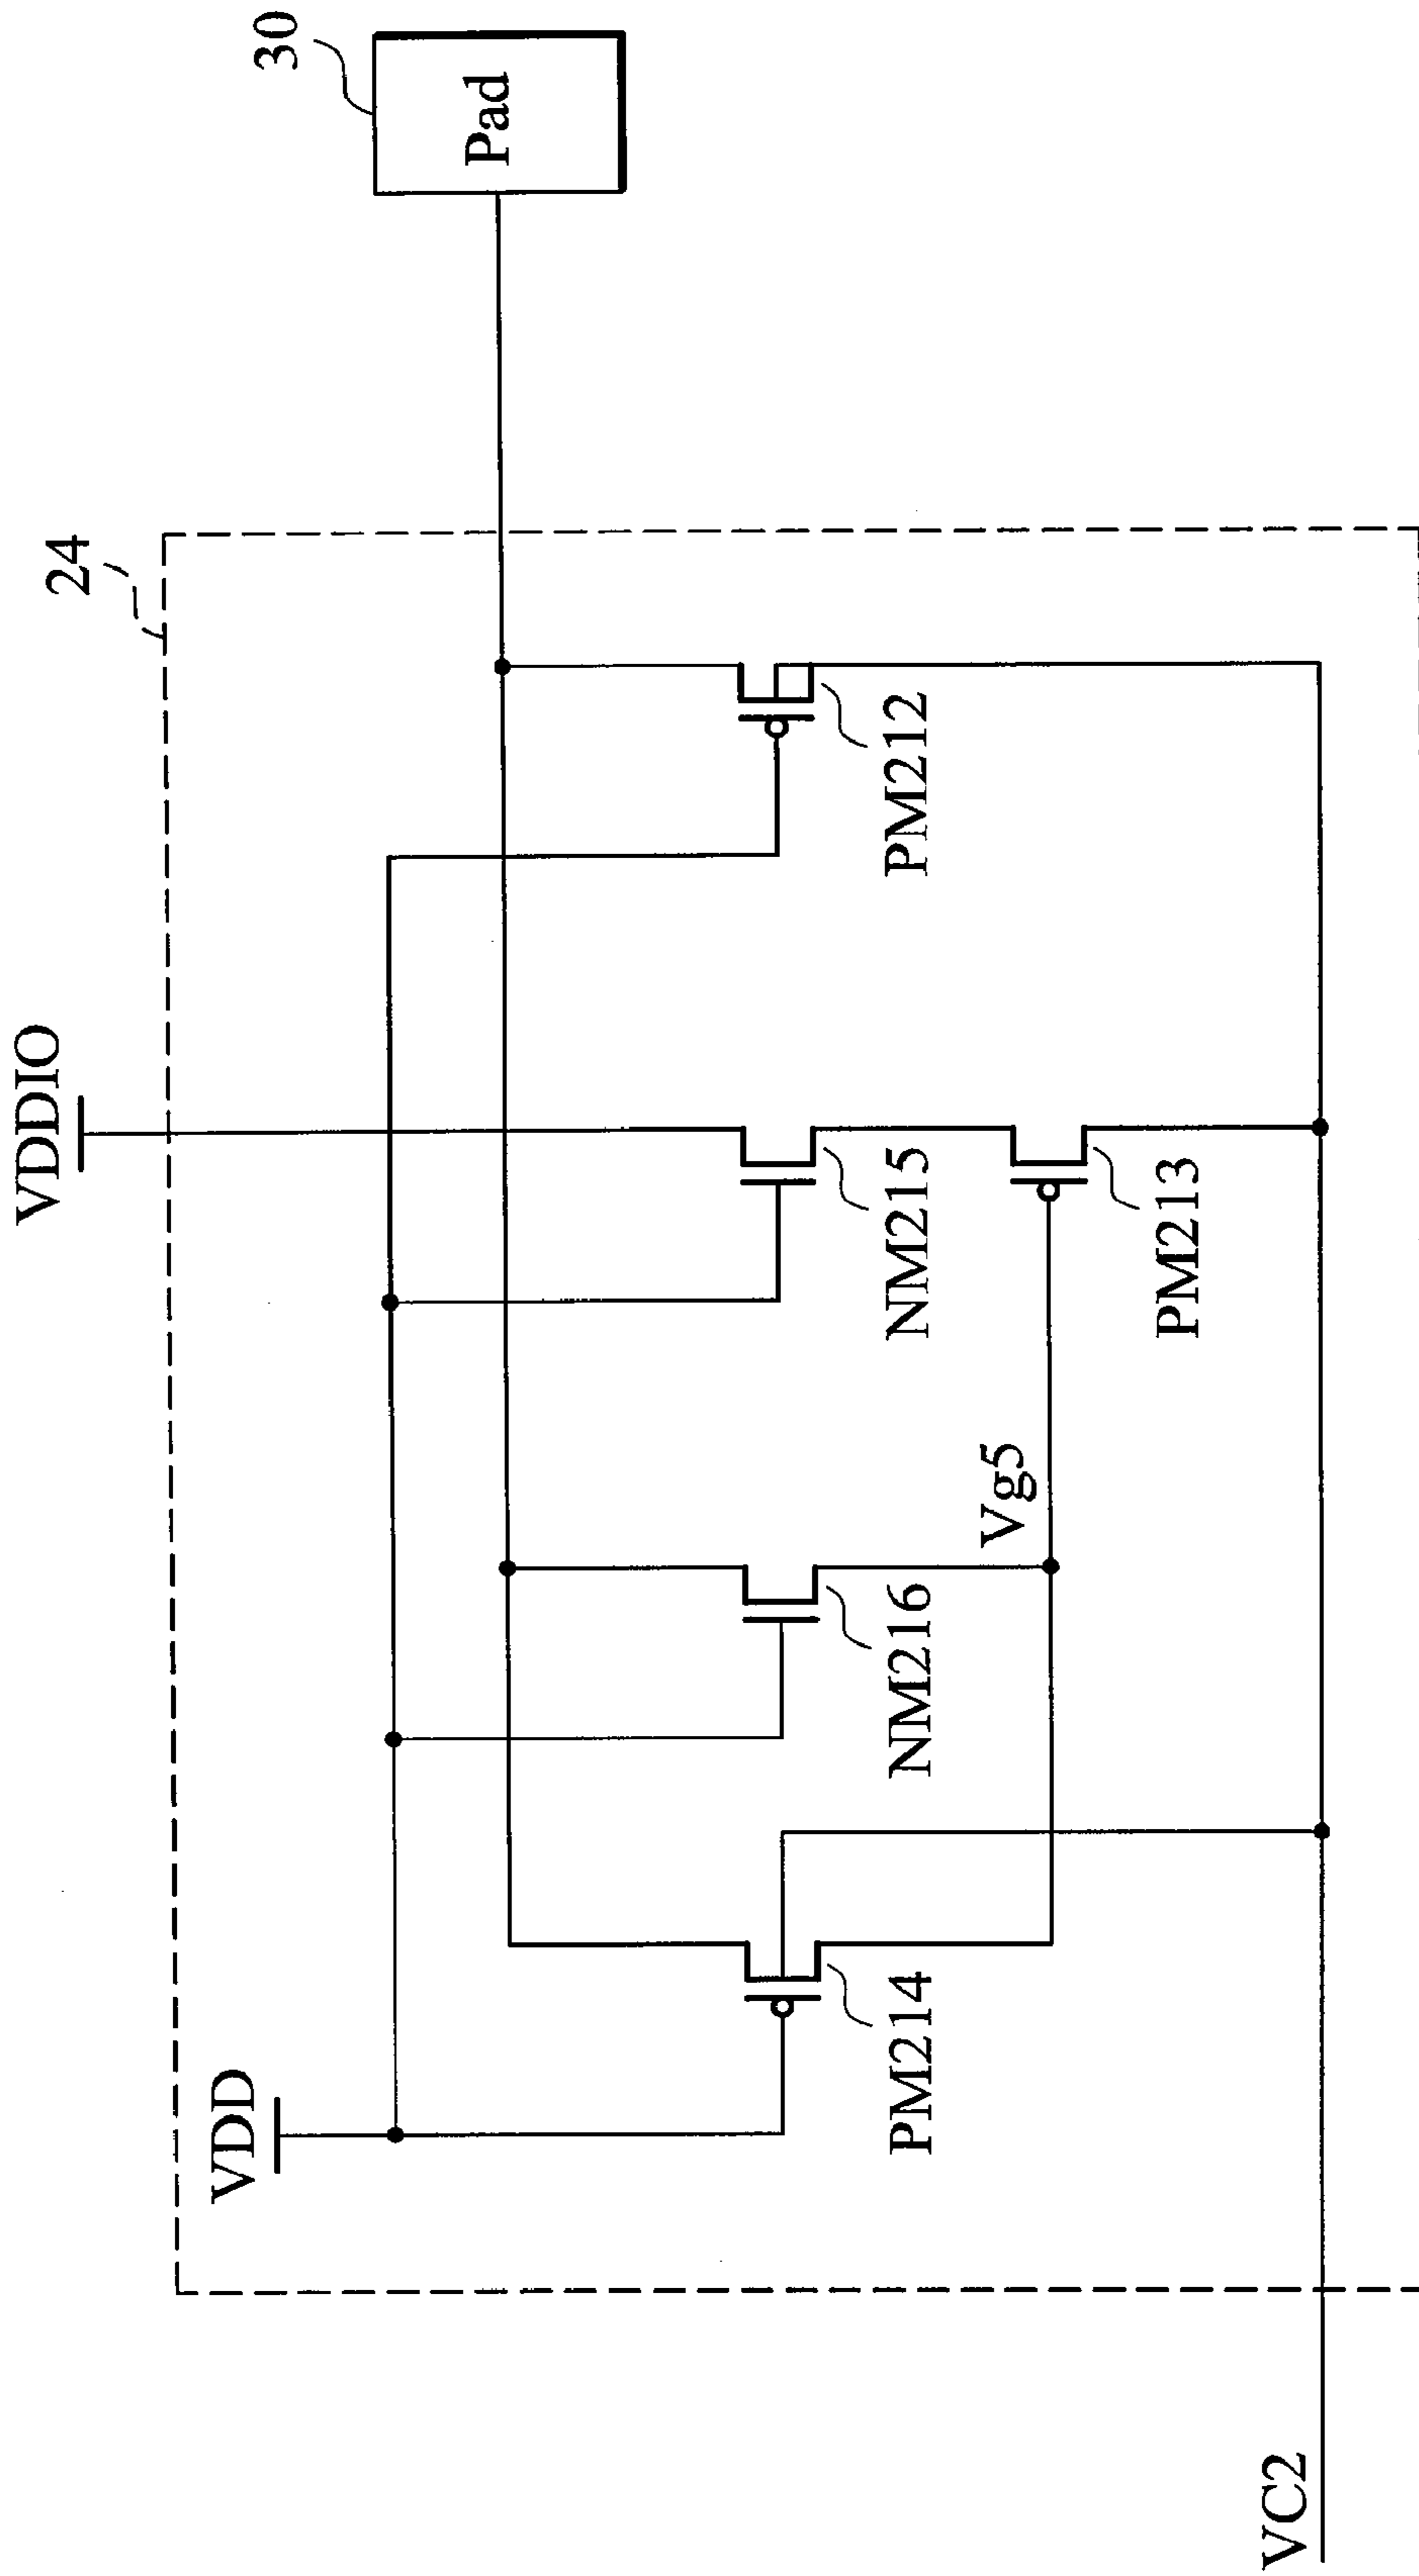 VDDIO
24
30
VDD
Pad
PM214
NM216
NM215
PM212
Vg5
PM213
VC2